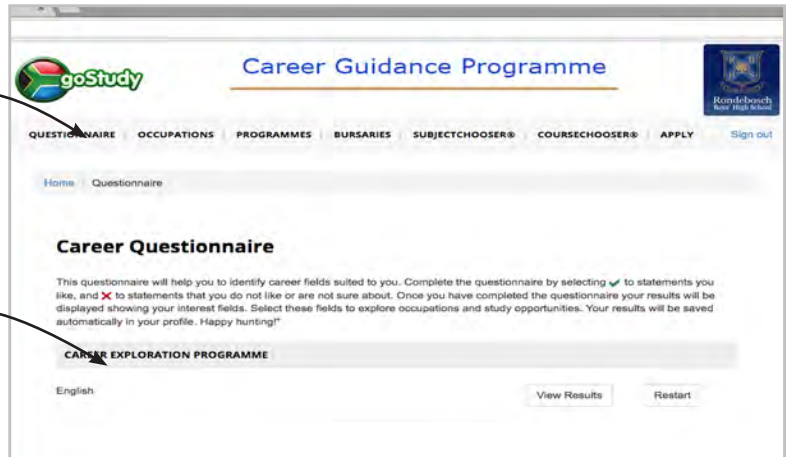 goStudy
Career Guidance Programme
Rondebosch
Boys' High School
QUESTIONNAIRE OCCUPATIONS PROGRAMMES BURSARIES SUBJECTCHOOSER® COURSECHOOSER® APPLY Sign out
Home Questionnaire
Career Questionnaire
This questionnaire will help you to identify career fields suited to you. Complete the questionnaire by selecting ✔ to statements you
like, and ✘ to statements that you do not like or are not sure about. Once you have completed the questionnaire your results will be
displayed showing your interest fields. Select these fields to explore occupations and study opportunities. Your results will be saved
automatically in your profile. Happy hunting!"
CAREER EXPLORATION PROGRAMME
English View Results Restart